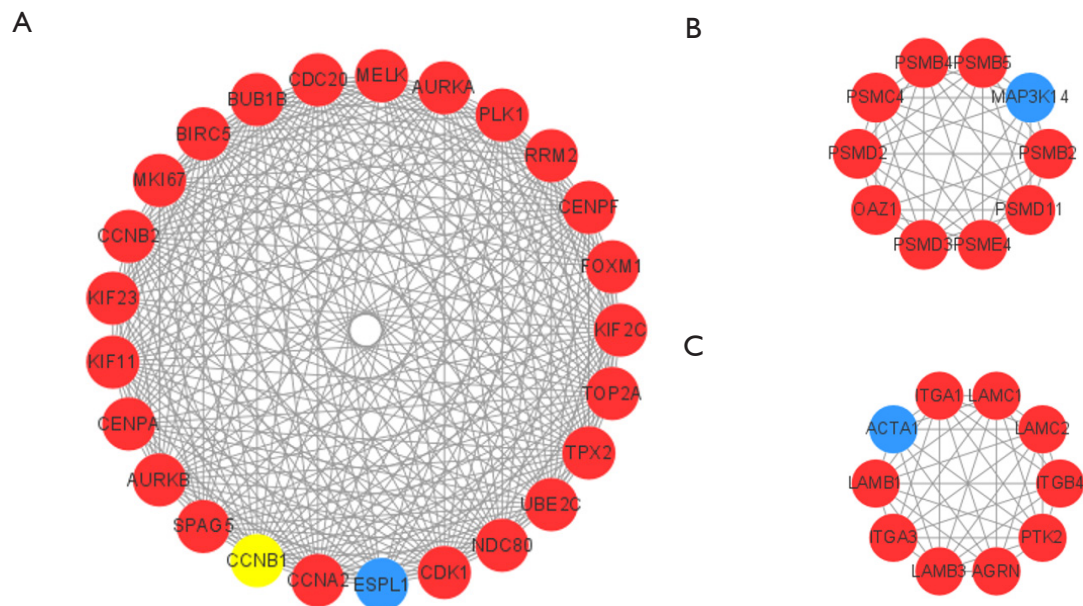 A
MELK
AURKA
PLK1
RRM2
CENPF
FOXM1
KIF2C
TOP2A
TPX2
UBE2C
NDC80
CDK1
ESPL1
CCNA2
CCNB1
SPAG5
AURKB
CENPA
KIF11
KIF23
CCNB2
MKI67
BIRC5
BUB1B
CDC20
B
PSMB4
PSMB5
MAP3K14
PSMB2
PSMD11
PSME4
PSMD3
OAZ1
PSMD2
PSMC4
C
ITGA1
LAMC1
LAMC2
ITGB4
PTK2
AGRN
LAMB3
ITGA3
LAMB1
ACTA1